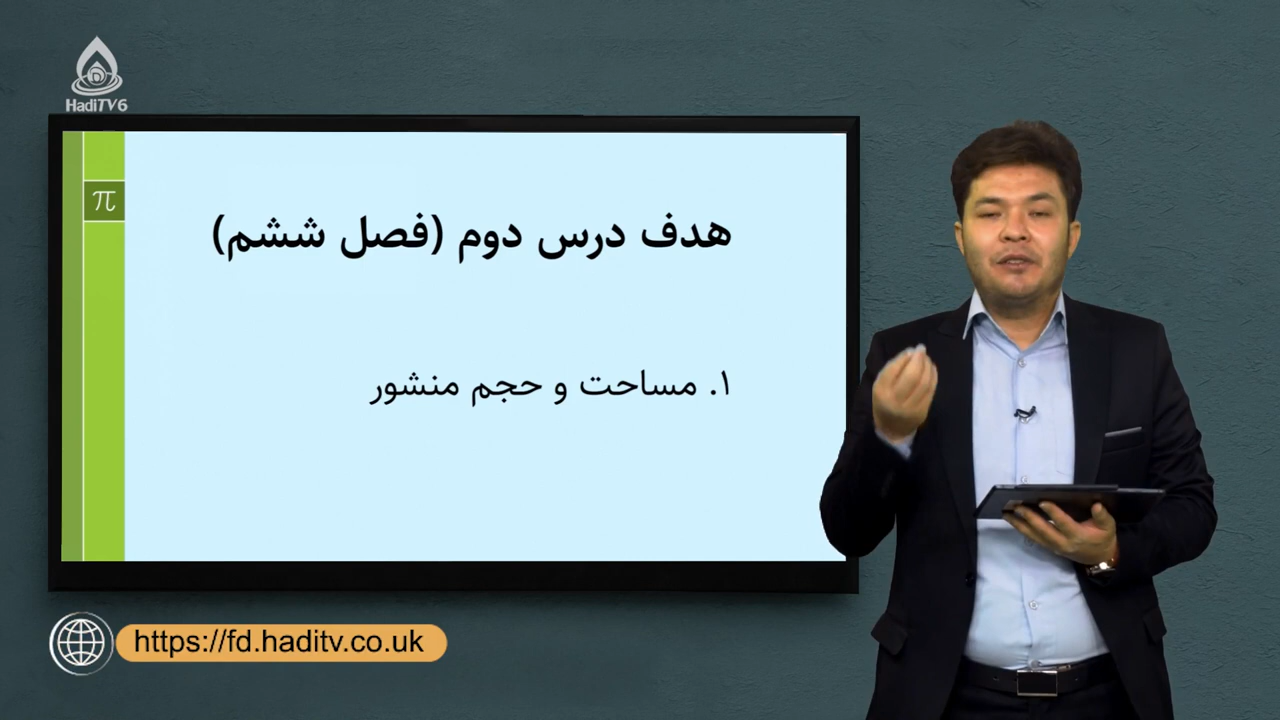 HadiTV6
π
هدف درس دوم (فصل ششم)
۱. مساحت و حجم منشور
https://fd.haditv.co.uk